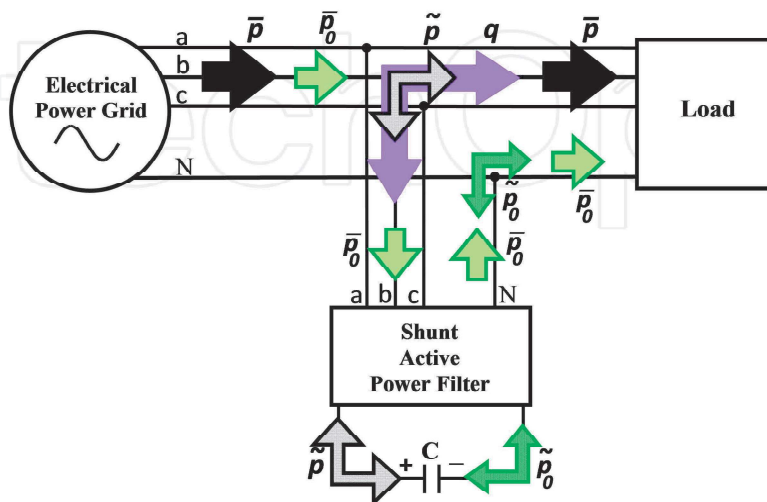 a
p̅
p̅₀
p̃
q
p̅
b
c
Electrical
Power Grid
Load
N
p̃₀
p̅₀
p̅₀
p̅₀
a
b
c
N
Shunt
Active
Power Filter
p̃
+
C
−
p̃₀